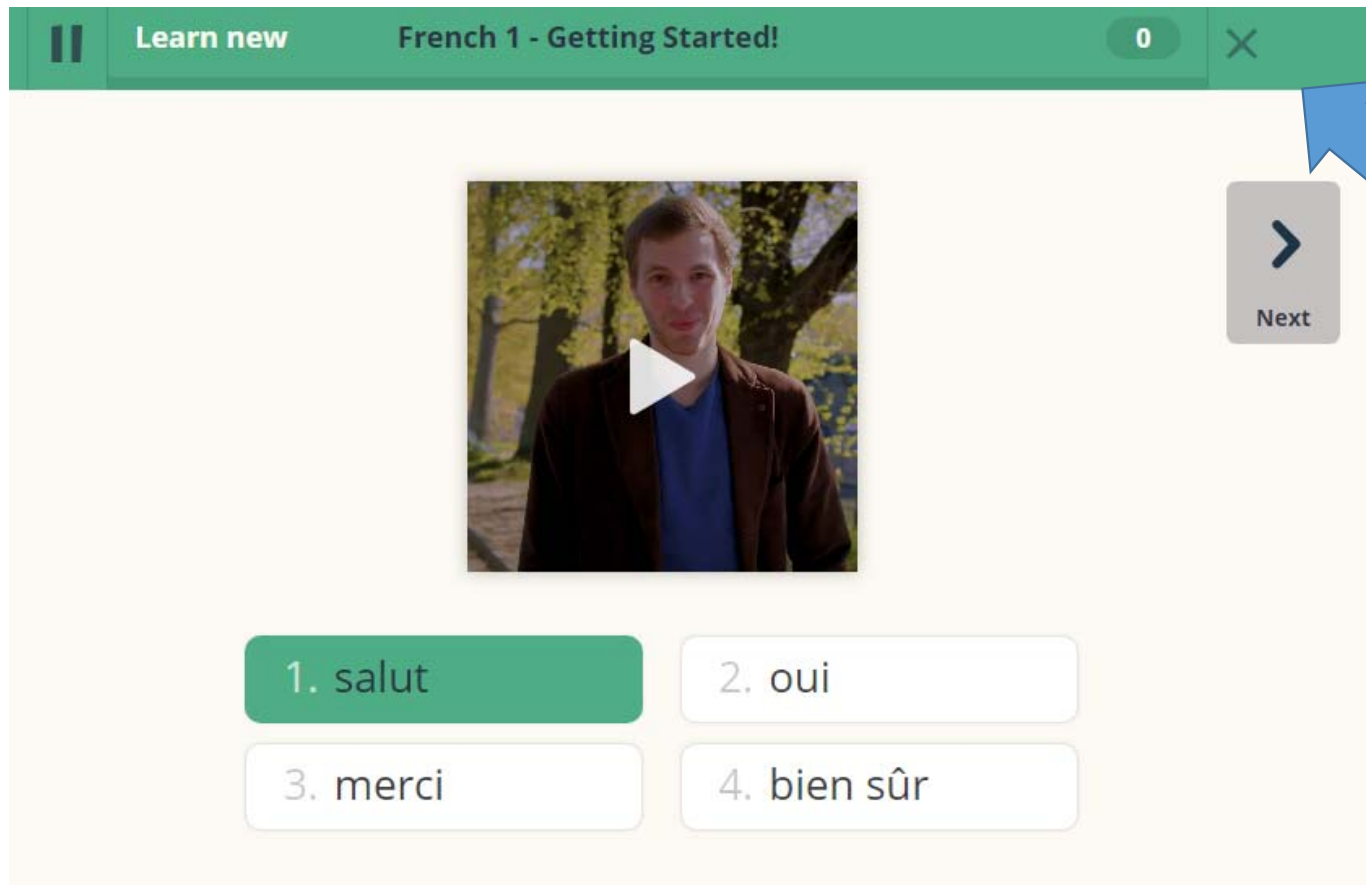 Learn new French 1 - Getting Started! 0
Next
1. salut 2. oui
3. merci 4. bien sûr